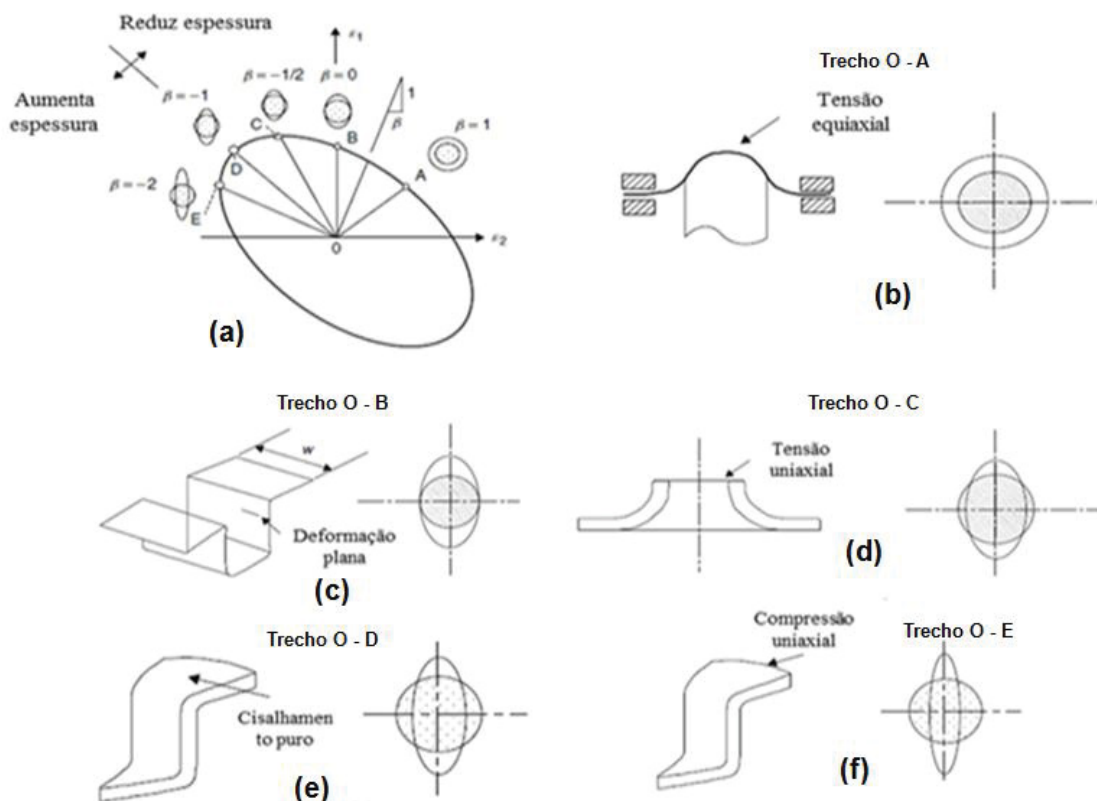 Reduz espessura
Aumenta
espessura
ε1
β=-1/2
β=0
β=-1
1
β
β=1
C
B
A
D
β=-2
E
0
ε2
(a)
Trecho O - A
Tensão
equiaxial
(b)
Trecho O - B
w
Deformação
plana
(c)
Trecho O - C
Tensão
uniaxial
(d)
Trecho O - D
Cisalhamen
to puro
(e)
Compressão
uniaxial
Trecho O - E
(f)